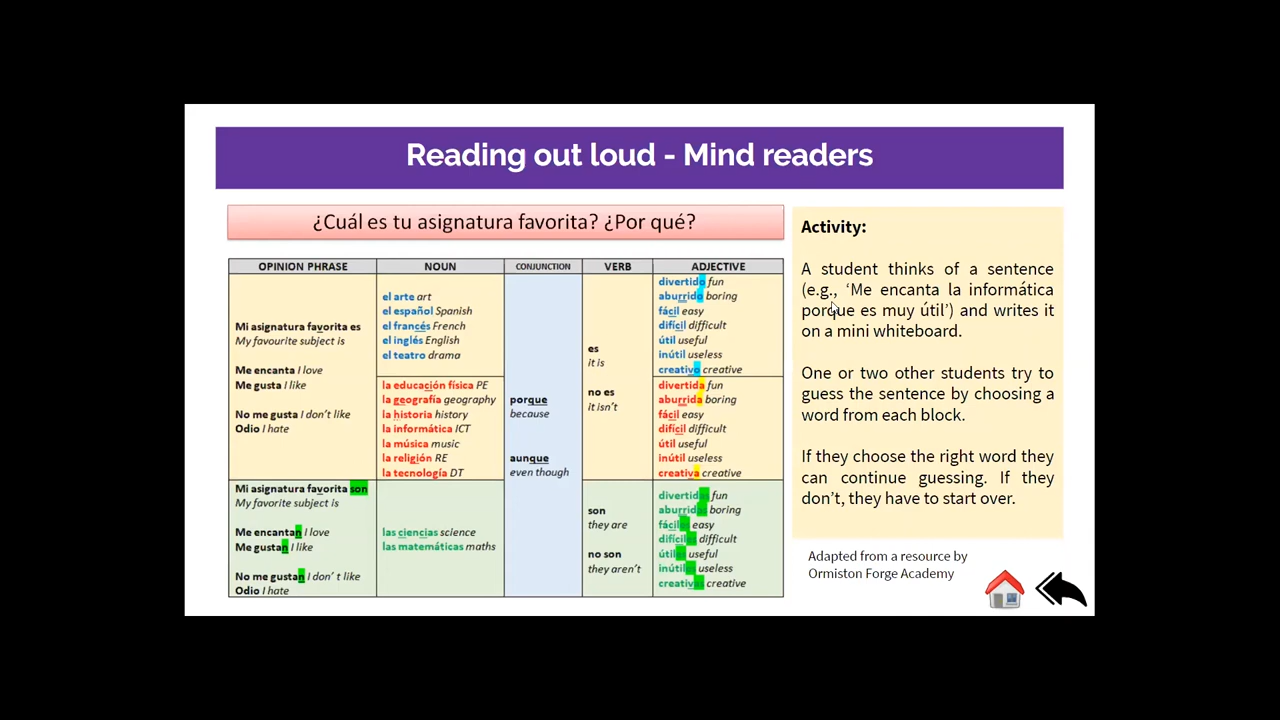 Reading out loud - Mind readers
¿Cuál es tu asignatura favorita? ¿Por qué?
OPINION PHRASE
NOUN
CONJUNCTION
VERB
ADJECTIVE
Mi asignatura favorita es
My favourite subject is
Me encanta I love
Me gusta I like
No me gusta I don't like
Odio I hate
el arte art
el español Spanish
el francés French
el inglés English
el teatro drama
la educación física PE
la geografía geography
la historia history
la informática ICT
la música music
la religión RE
la tecnología DT
porque
because
aunque
even though
es
it is
no es
it isn't
divertido fun
aburrido boring
fácil easy
difícil difficult
útil useful
inútil useless
creativo creative
divertida fun
aburrida boring
fácil easy
difícil difficult
útil useful
inútil useless
creativa creative
Mi asignatura favorita son
My favorite subject is
Me encantan I love
Me gustan I like
No me gustan I don' t like
Odio I hate
las ciencias science
las matemáticas maths
son
they are
no son
they aren't
divertidas fun
aburridas boring
fáciles easy
difíciles difficult
útiles useful
inútiles useless
creativas creative
Activity:
A student thinks of a sentence
(e.g., ‘Me encanta la informática
porque es muy útil’) and writes it
on a mini whiteboard.
One or two other students try to
guess the sentence by choosing a
word from each block.
If they choose the right word they
can continue guessing. If they
don’t, they have to start over.
Adapted from a resource by
Ormiston Forge Academy